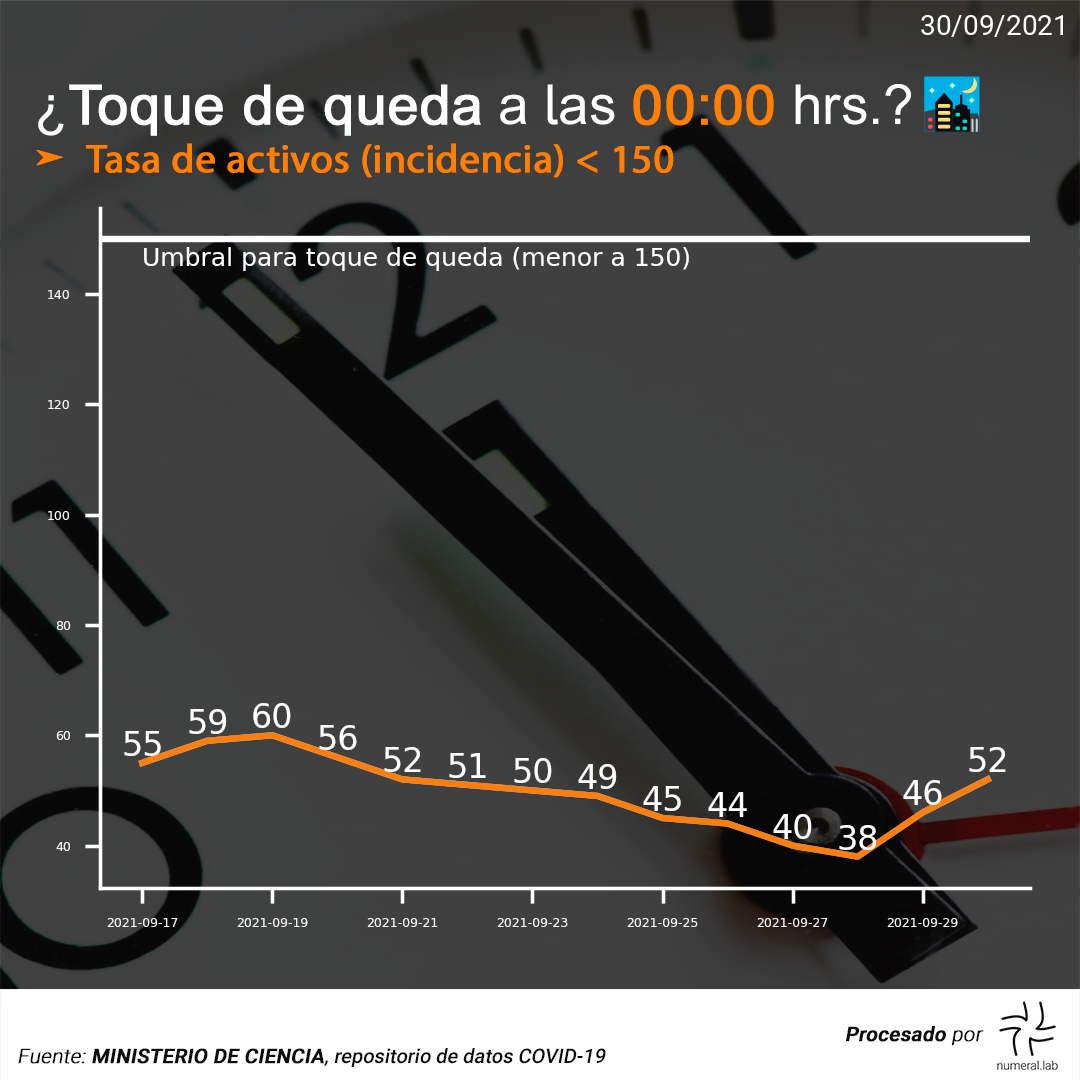 30/09/2021
¿Toque de queda a las 00:00 hrs.?
➤ Tasa de activos (incidencia) < 150
Umbral para toque de queda (menor a 150)
140
120
100
80
60
40
55 59 60 56 52 51 50 49 45 44 40 38 46 52
2021-09-17 2021-09-19 2021-09-21 2021-09-23 2021-09-25 2021-09-27 2021-09-29
Fuente: MINISTERIO DE CIENCIA, repositorio de datos COVID-19
Procesado por
numeral.lab
12
1
11
10